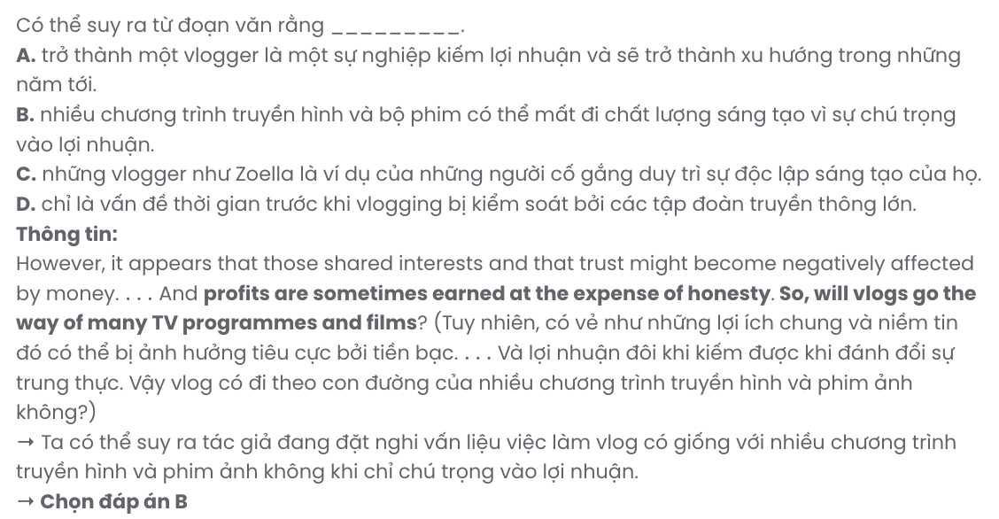 Có thể suy ra từ đoạn văn rằng _________.
A. trở thành một vlogger là một sự nghiệp kiếm lợi nhuận và sẽ trở thành xu hướng trong những
năm tới.
B. nhiều chương trình truyền hình và bộ phim có thể mất đi chất lượng sáng tạo vì sự chú trọng
vào lợi nhuận.
C. những vlogger như Zoella là ví dụ của những người cố gắng duy trì sự độc lập sáng tạo của họ.
D. chỉ là vấn đề thời gian trước khi vlogging bị kiểm soát bởi các tập đoàn truyền thông lớn.
Thông tin:
However, it appears that those shared interests and that trust might become negatively affected
by money. . . . And profits are sometimes earned at the expense of honesty. So, will vlogs go the
way of many TV programmes and films? (Tuy nhiên, có vẻ như những lợi ích chung và niềm tin
đó có thể bị ảnh hưởng tiêu cực bởi tiền bạc. . . . Và lợi nhuận đôi khi kiếm được khi đánh đổi sự
trung thực. Vậy vlog có đi theo con đường của nhiều chương trình truyền hình và phim ảnh
không?)
→ Ta có thể suy ra tác giả đang đặt nghi vấn liệu việc làm vlog có giống với nhiều chương trình
truyền hình và phim ảnh không khi chỉ chú trọng vào lợi nhuận.
→ Chọn đáp án B